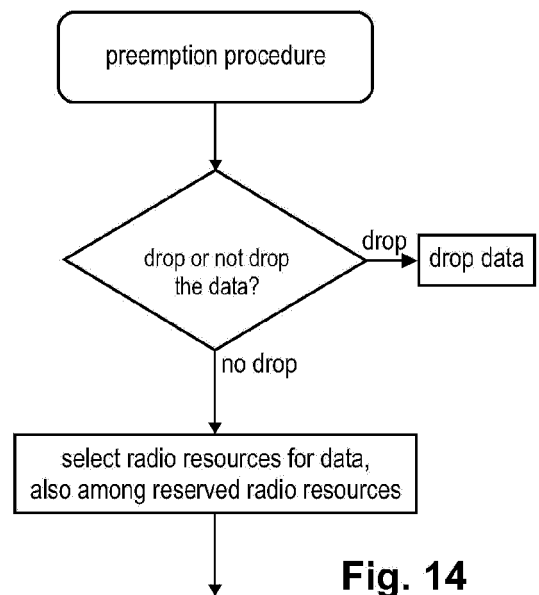 preemption procedure
drop or not drop
the data?
drop
drop data
no drop
select radio resources for data,
also among reserved radio resources
Fig. 14